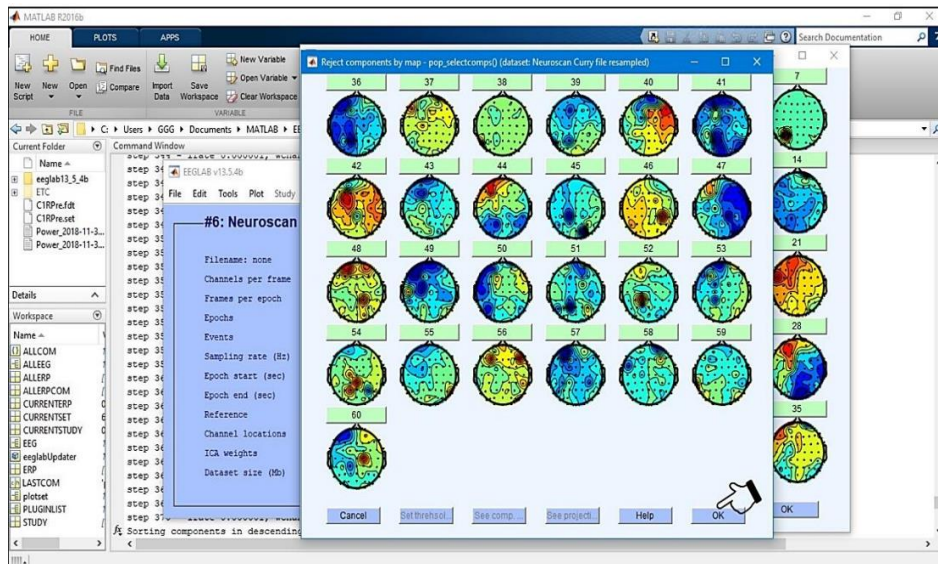 MATLAB R2016b
HOME PLOTS APPS
Search Documentation
New Script
New
Open
Find Files
Compare
Import Data
Save Workspace
New Variable
Open Variable
Clear Workspace
FILE
VARIABLE
C: Users GGG Documents MATLAB
Current Folder
Name
eeglab13_5_4b
ETC
C1RPre.fdt
C1RPre.set
Power_2018-11-3...
Power_2018-11-3...
Details
Workspace
Name
ALLCOM
ALLEEG
ALLERP
ALLERPCOM
CURRENTERP
CURRENTSET
CURRENTSTUDY
EEG
eeglabUpdater
ERP
LASTCOM
plotset
PLUGINLIST
STUDY
Command Window
Sorting components in descending
EEGLAB v13.5.4b
File Edit Tools Plot Study
#6: Neuroscan
Filename: none
Channels per frame
Frames per epoch
Epochs
Events
Sampling rate (Hz)
Epoch start (sec)
Epoch end (sec)
Reference
Channel locations
ICA weights
Dataset size (Mb)
Reject components by map - pop_selectcomps() (dataset: Neuroscan Curry file resampled)
36 37 38 39 40 41
42 43 44 45 46 47
48 49 50 51 52 53
54 55 56 57 58 59
60
Cancel Set threhsol... See comp. ... See projecti... Help OK
7
14
21
28
35
OK